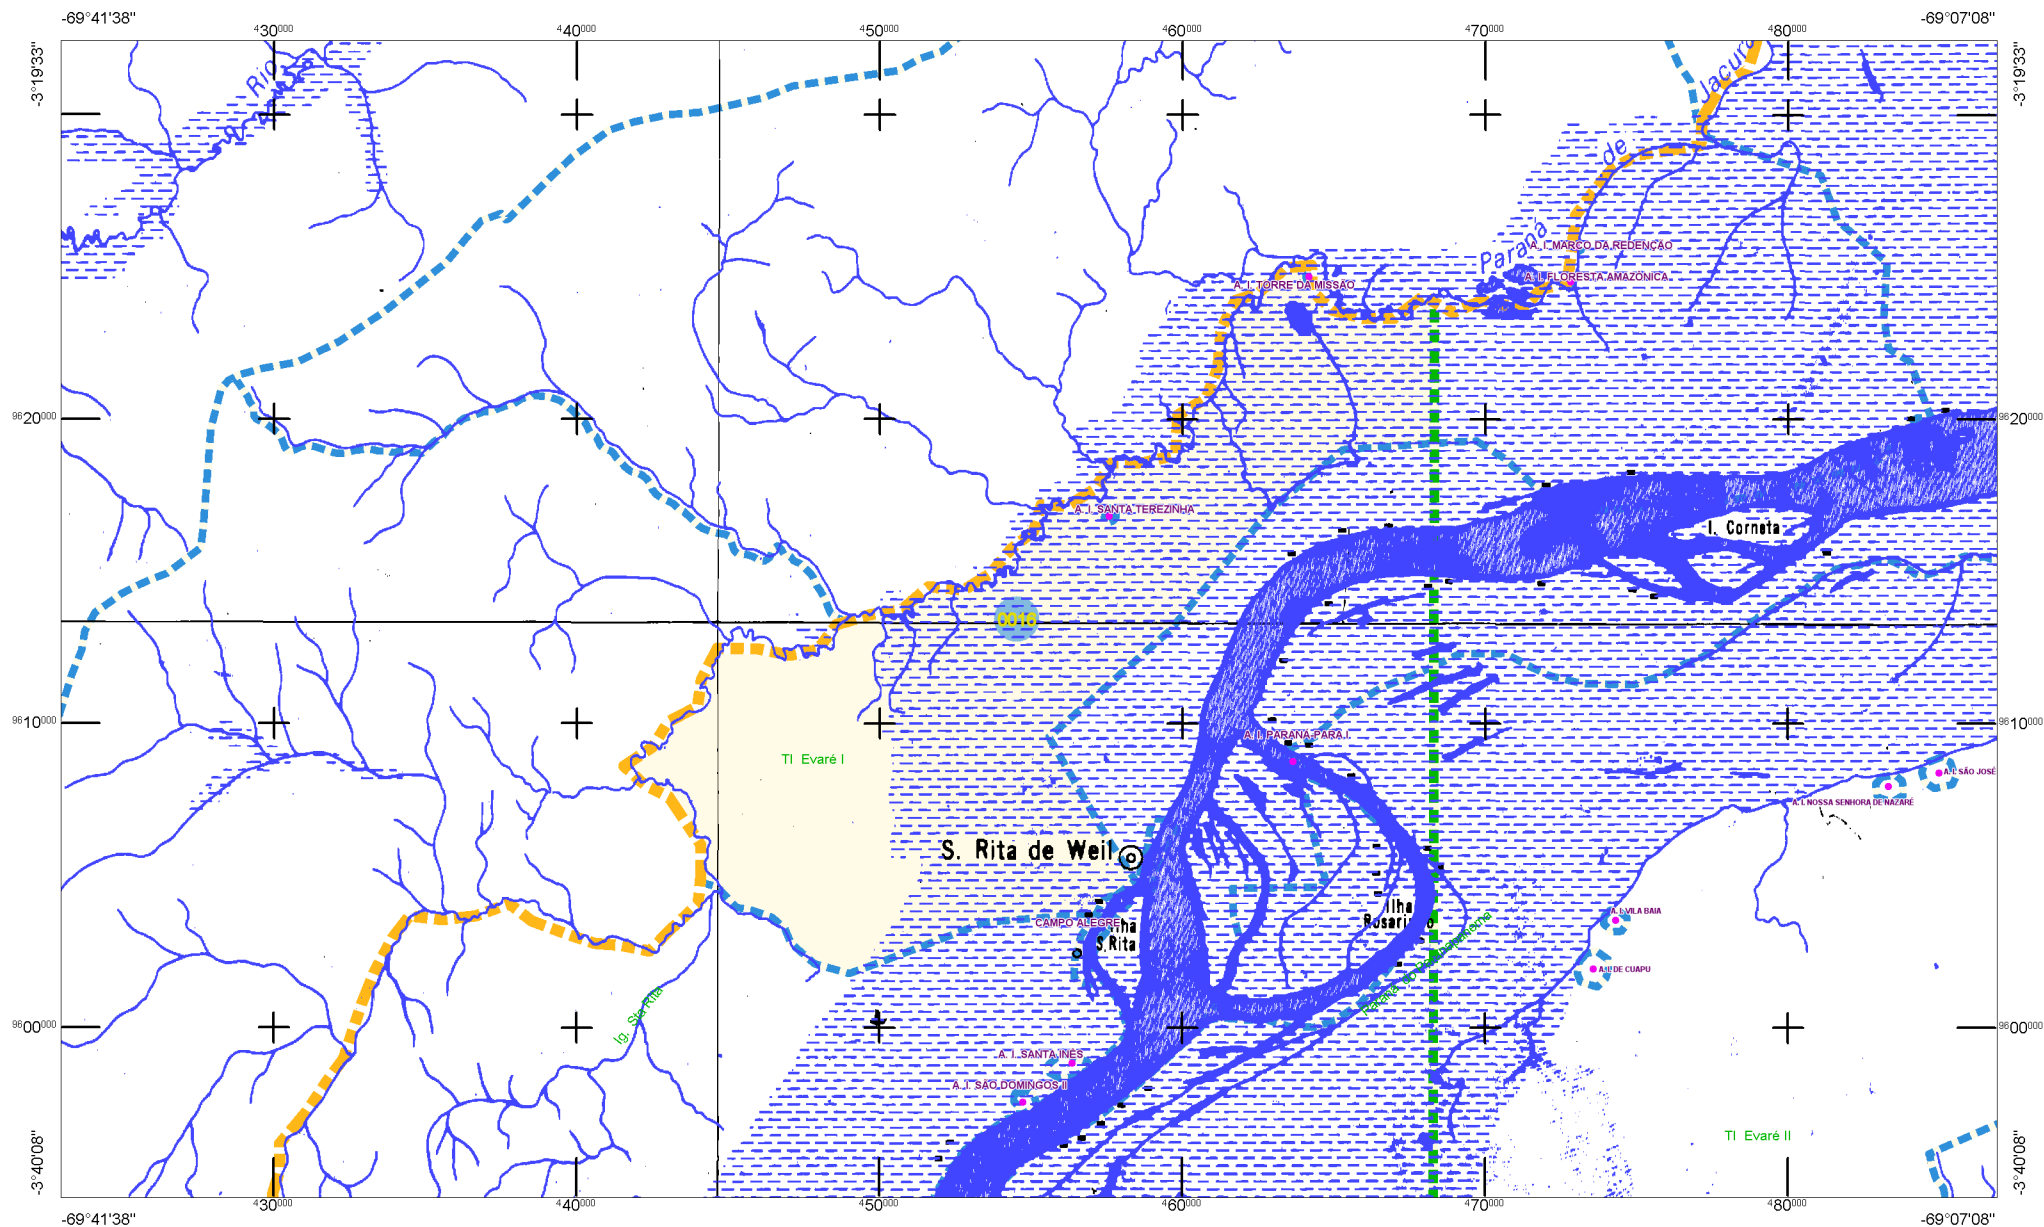 -69°41'38"
-69°07'08"
430000
440000
450000
460000
470000
480000
-3°19'33"
-3°19'33"
Rio
Jacurá
de
Paraná
A. I. MARCO DA REDENÇÃO
A. I. FLORESTA AMAZÔNICA
A. I. TORRE DA MISSÃO
9620000
9620000
A. I. SANTA TEREZINHA
I. Corneta
0016
9610000
9610000
A. I. PARANÁ PARA I
TI Evaré I
A. I. SÃO JOSÉ
A. I. NOSSA SENHORA DE NAZARÉ
S. Rita de Weil
Ilha
Rosarinho
A. I. VILA BAIA
CAMPO ALEGRE
Ilha
S.Rita
A. I. DE CUAPU
Ig. Sta Rita
9600000
9600000
A. I. SANTA INÊS
A. I. SÃO DOMINGOS II
TI Evaré II
-3°40'08"
-3°40'08"
430000
440000
450000
460000
470000
480000
-69°41'38"
-69°07'08"